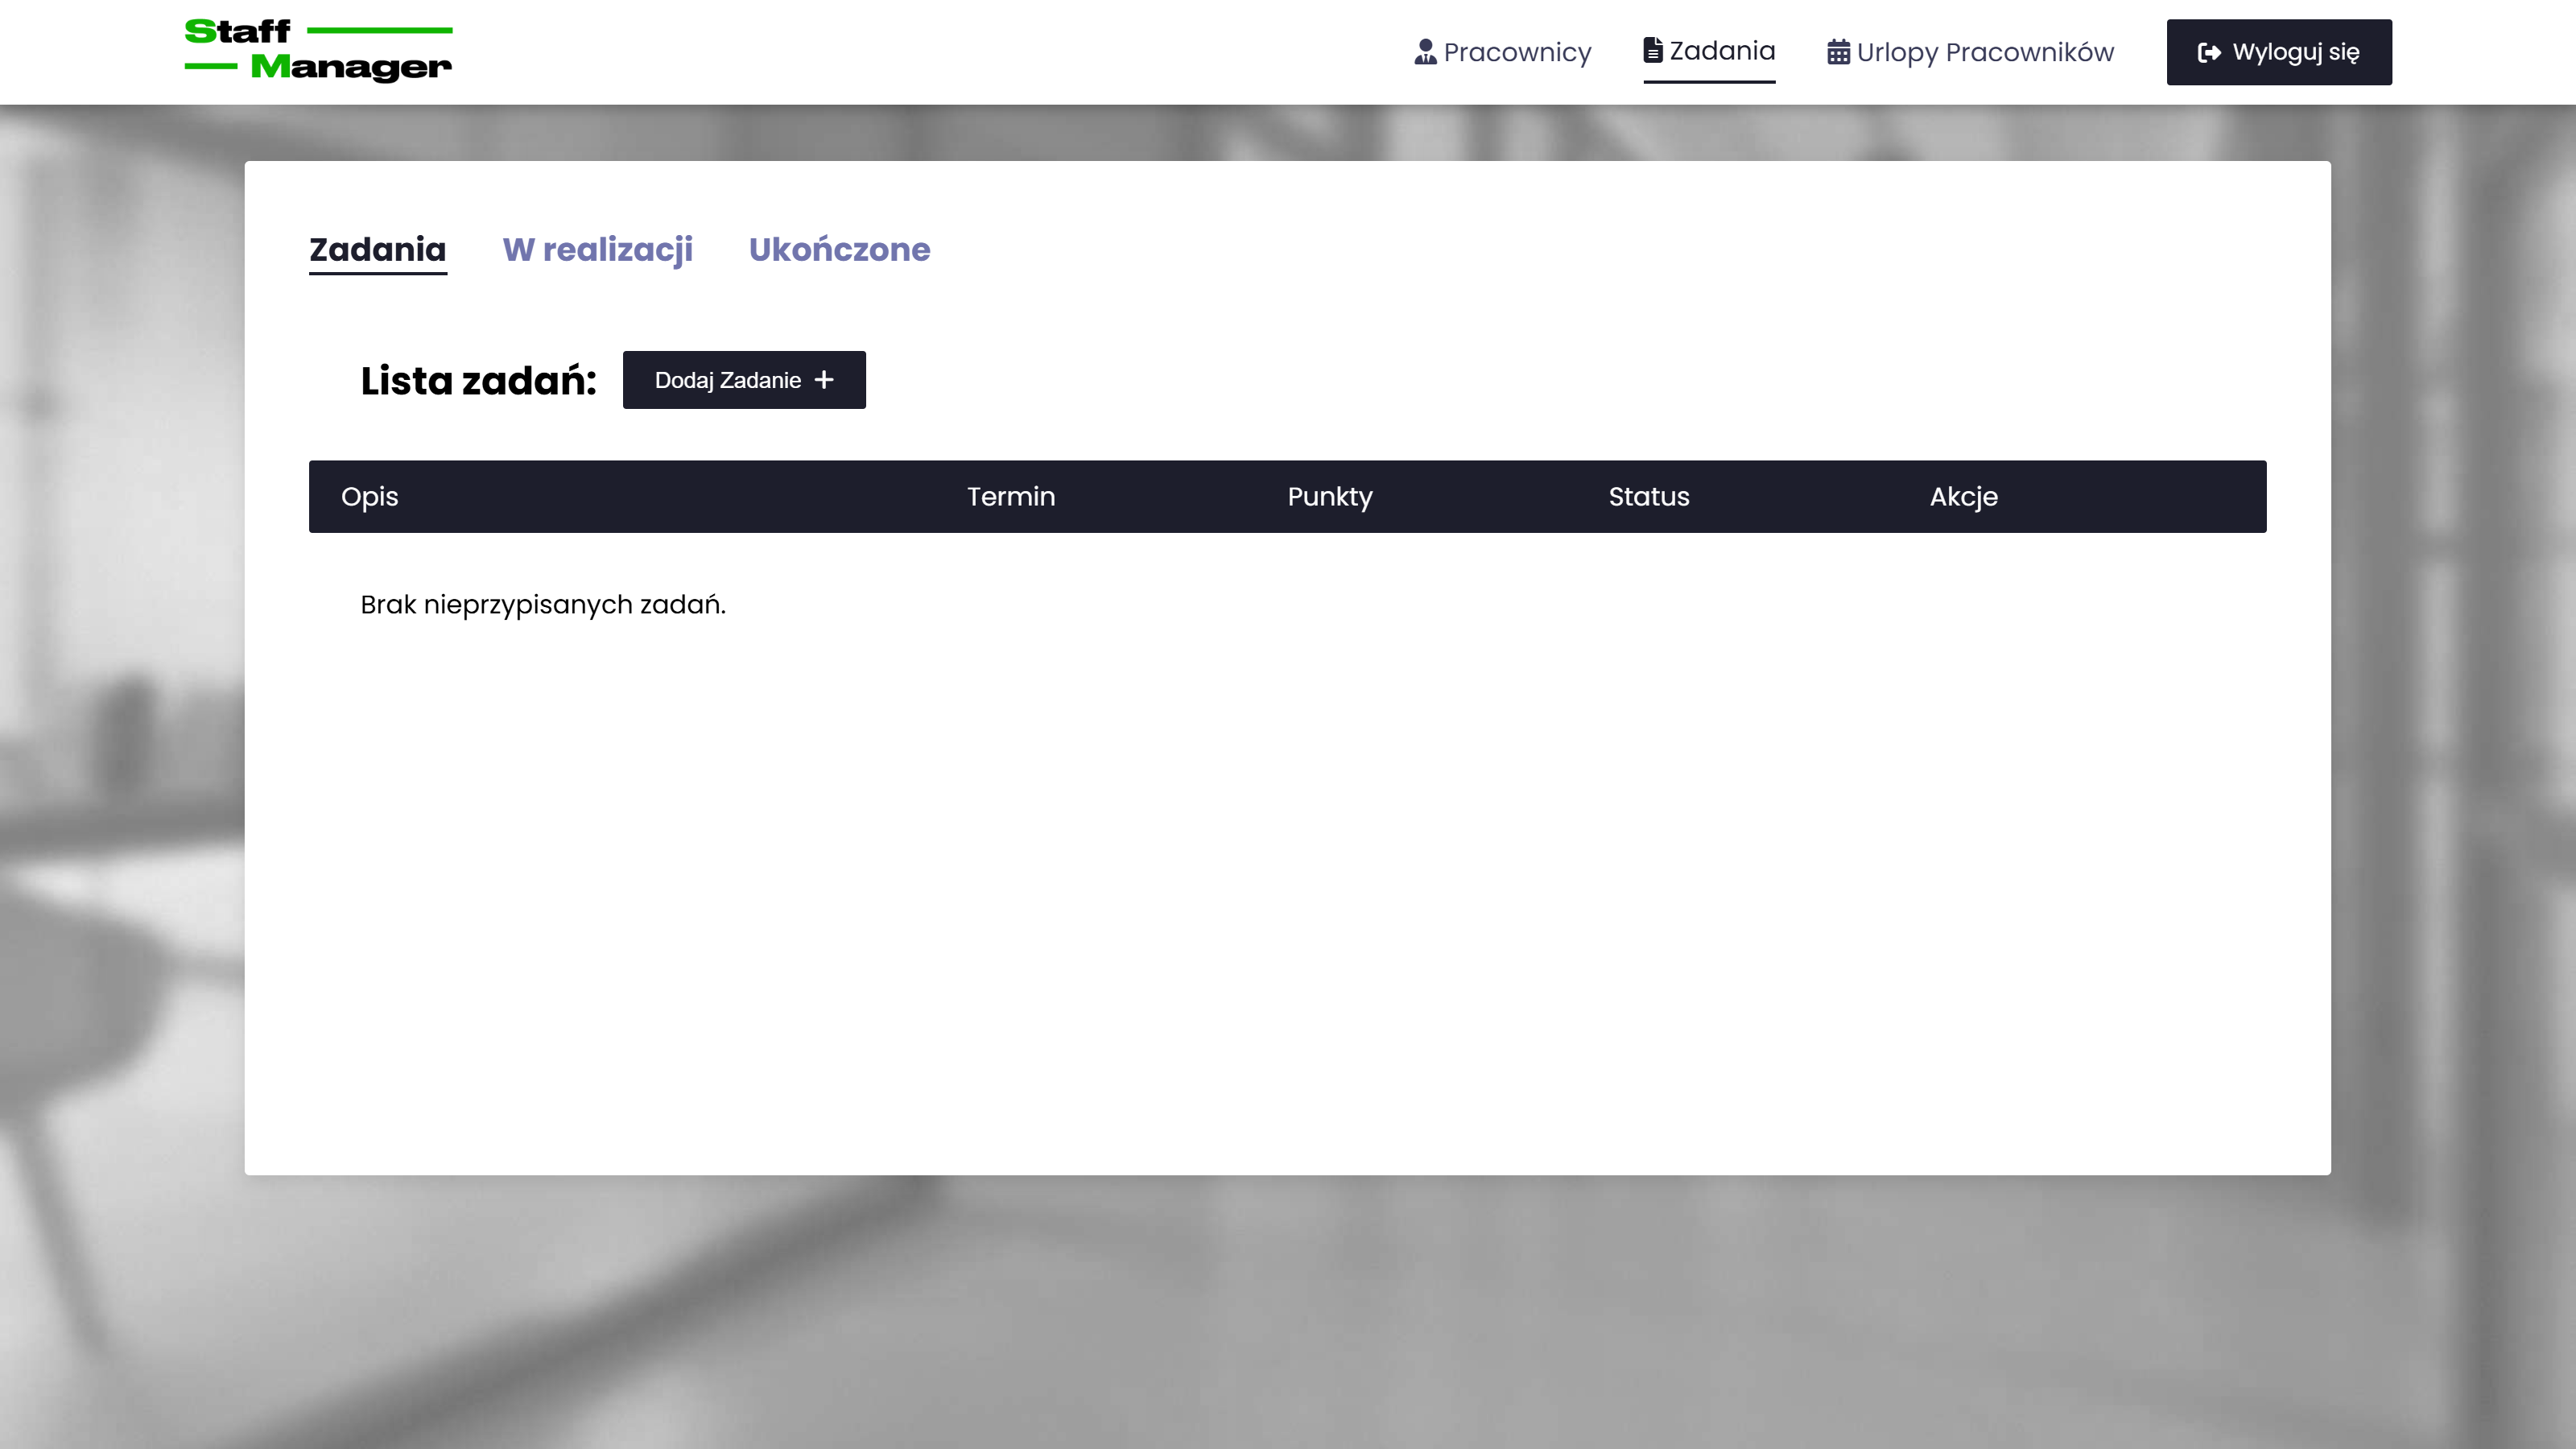 Staff
Manager
Pracownicy
Zadania
Urlopy Pracowników
Wyloguj się
Zadania
W realizacji
Ukończone
Lista zadań:
Dodaj Zadanie +
Opis
Termin
Punkty
Status
Akcje
Brak nieprzypisanych zadań.